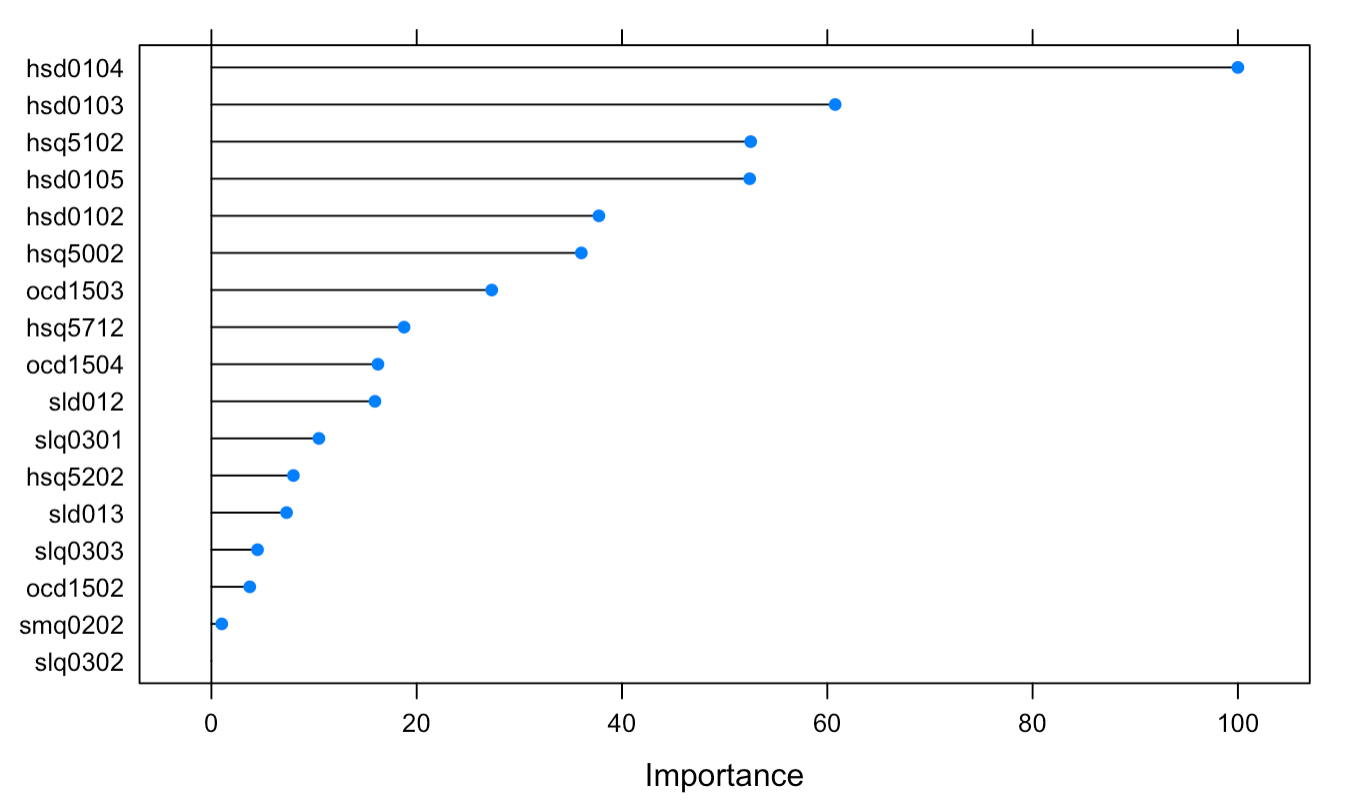 hsd0104
hsd0103
hsq5102
hsd0105
hsd0102
hsq5002
ocd1503
hsq5712
ocd1504
sld012
slq0301
hsq5202
sld013
slq0303
ocd1502
smq0202
slq0302
0 20 40 60 80 100
Importance